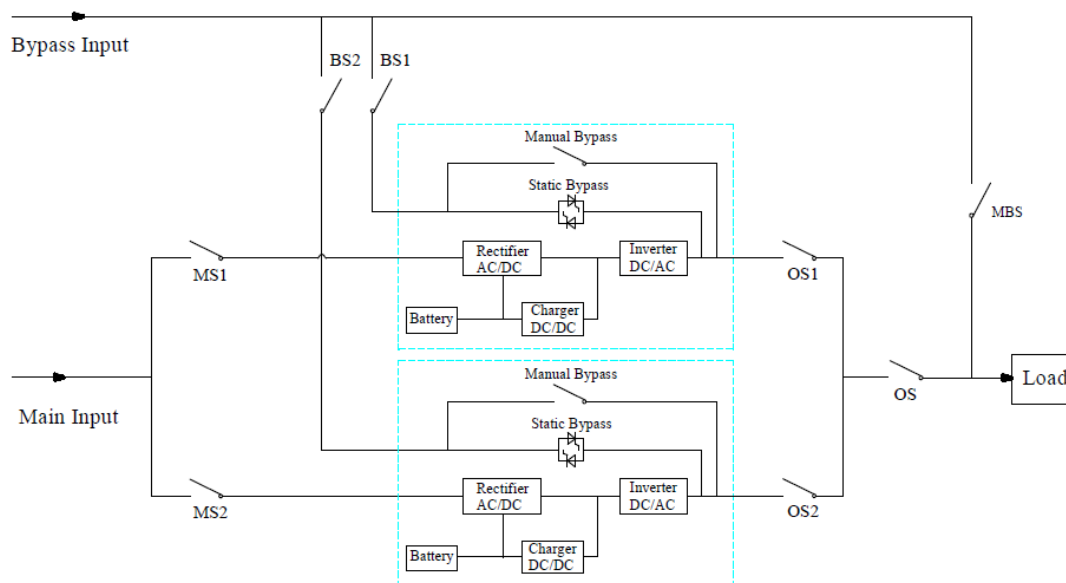 Bypass Input
BS2
BS1
Manual Bypass
Static Bypass
MBS
Rectifier
AC/DC
Inverter
DC/AC
MS1
OS1
Battery
Charger
DC/DC
Main Input
Manual Bypass
OS
Load
Static Bypass
Rectifier
AC/DC
Inverter
DC/AC
MS2
OS2
Battery
Charger
DC/DC